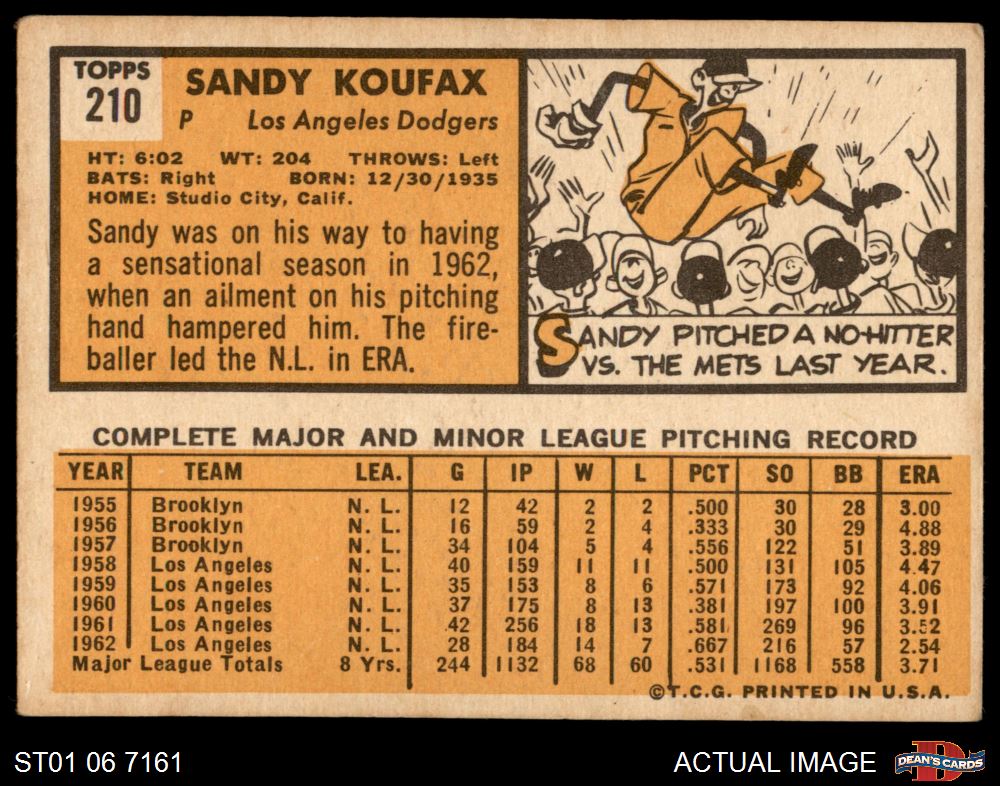 TOPPS
210
SANDY KOUFAX
P Los Angeles Dodgers
HT: 6:02 WT: 204 THROWS: Left
BATS: Right BORN: 12/30/1935
HOME: Studio City, Calif.
Sandy was on his way to having
a sensational season in 1962,
when an ailment on his pitching
hand hampered him. The fire-
baller led the N.L. in ERA.
SANDY PITCHED A NO-HITTER
VS. THE METS LAST YEAR.
COMPLETE MAJOR AND MINOR LEAGUE PITCHING RECORD
YEAR TEAM LEA. G IP W L PCT SO BB ERA
1955 Brooklyn N. L. 12 42 2 2 .500 30 28 3.00
1956 Brooklyn N. L. 16 59 2 4 .333 30 29 4.88
1957 Brooklyn N. L. 34 104 5 4 .556 122 51 3.89
1958 Los Angeles N. L. 40 159 11 11 .500 131 105 4.47
1959 Los Angeles N. L. 35 153 8 6 .571 173 92 4.06
1960 Los Angeles N. L. 37 175 8 13 .381 197 100 3.91
1961 Los Angeles N. L. 42 256 18 13 .581 269 96 3.52
1962 Los Angeles N. L. 28 184 14 7 .667 216 57 2.54
Major League Totals 8 Yrs. 244 1132 68 60 .531 1168 558 3.71
©T.C.G. PRINTED IN U.S.A.
ST01 06 7161
ACTUAL IMAGE
DEAN'S CARDS